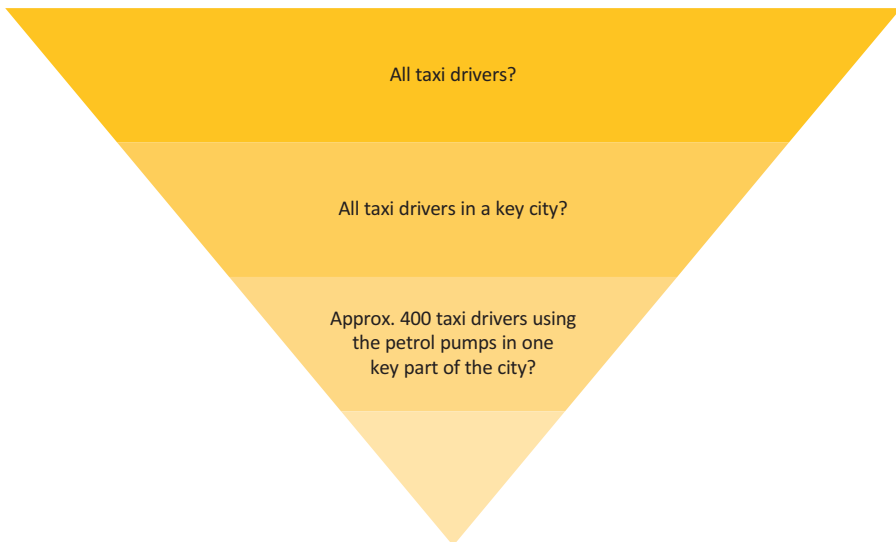 All taxi drivers?
All taxi drivers in a key city?
Approx. 400 taxi drivers using
the petrol pumps in one
key part of the city?